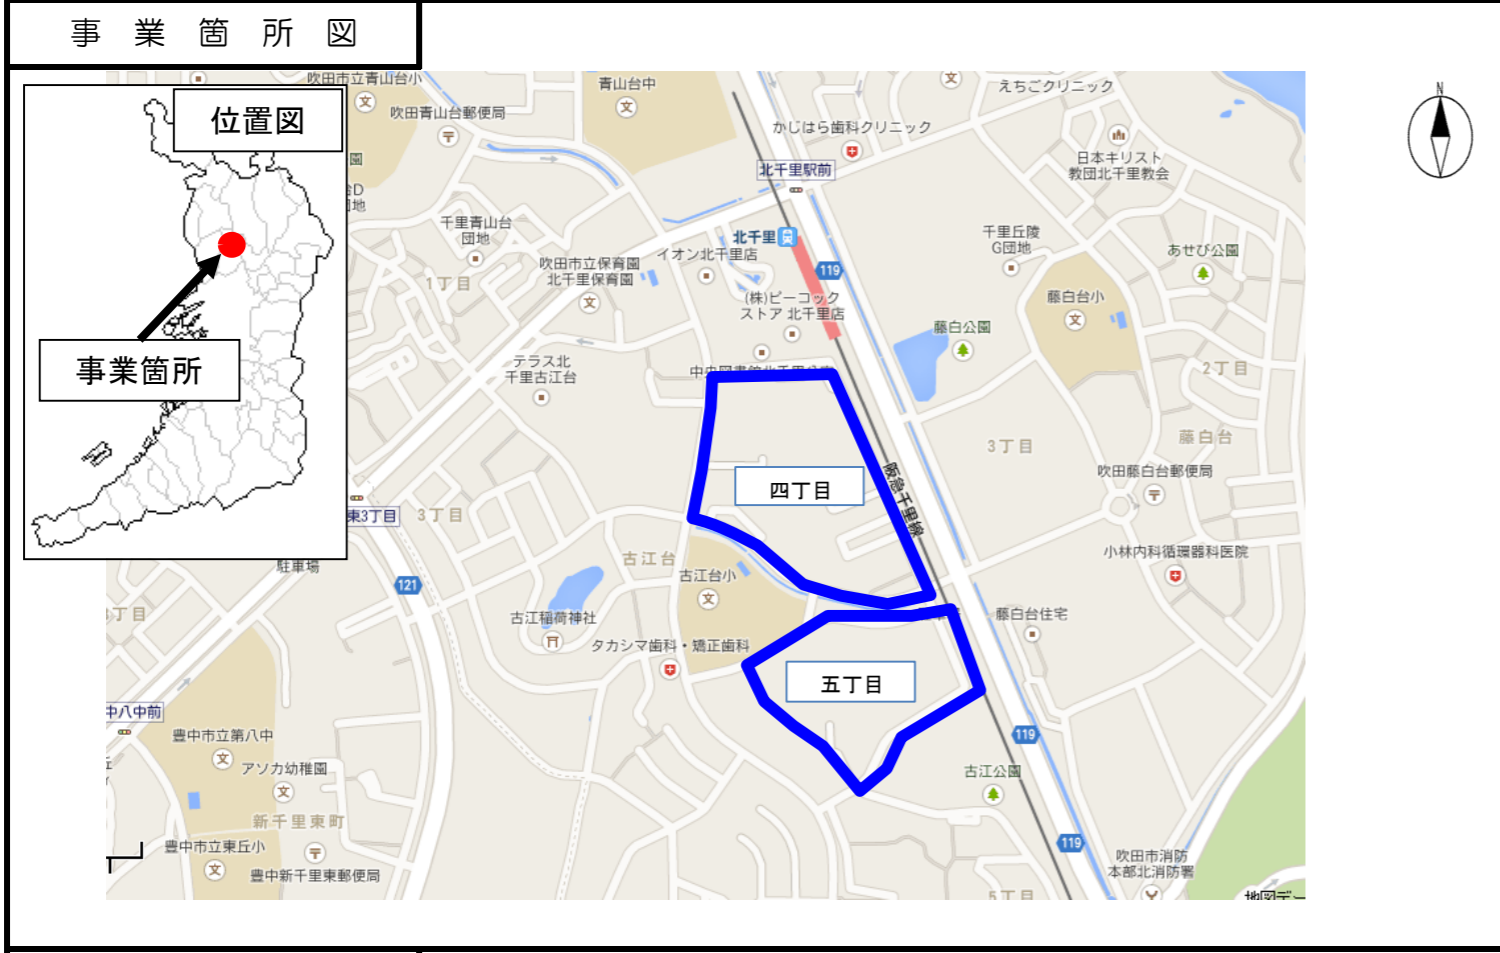 事業箇所図
位置図
事業箇所
N
吹田市立青山台小
吹田青山台郵便局
青山台中
えちごクリニック
かじはら歯科クリニック
日本キリスト
教団北千里教会
北千里駅前
園
地
千里青山台
団地
北千里
イオン北千里店
119
千里丘陵
G団地
あせび公園
吹田市立保育園
北千里保育園
1丁目
(株)ピーコック
ストア 北千里店
藤白台小
藤白公園
テラス北
千里古江台
2丁目
藤白台
3丁目
吹田藤白台郵便局
四丁目
阪急千里線
東3丁目
3丁目
小林内科循環器科医院
駐車場
古江台
古江台小
121
丁目
古江稲荷神社
藤白台住宅
タカシマ歯科・矯正歯科
五丁目
中八中前
豊中市立第八中
119
アソカ幼稚園
古江公園
新千里東町
豊中市立東丘小
119
吹田市消防
本部北消防署
豊中新千里東郵便局
5丁目